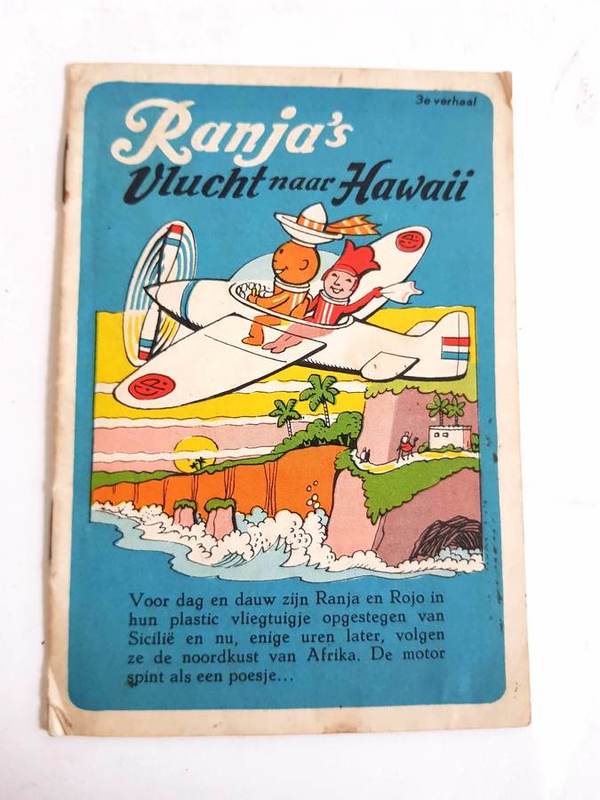 3e verhaal
Ranja's
Vlucht naar Hawaii
Voor dag en dauw zijn Ranja en Rojo in
hun plastic vliegtuigje opgestegen van
Sicilië en nu, enige uren later, volgen
ze de noordkust van Afrika. De motor
spint als een poesje...